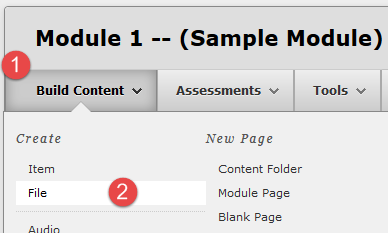 Module 1 -- (Sample Module)
1
Build Content Assessments Tools
Create New Page
Item Content Folder
File 2 Module Page
Blank Page
Audio